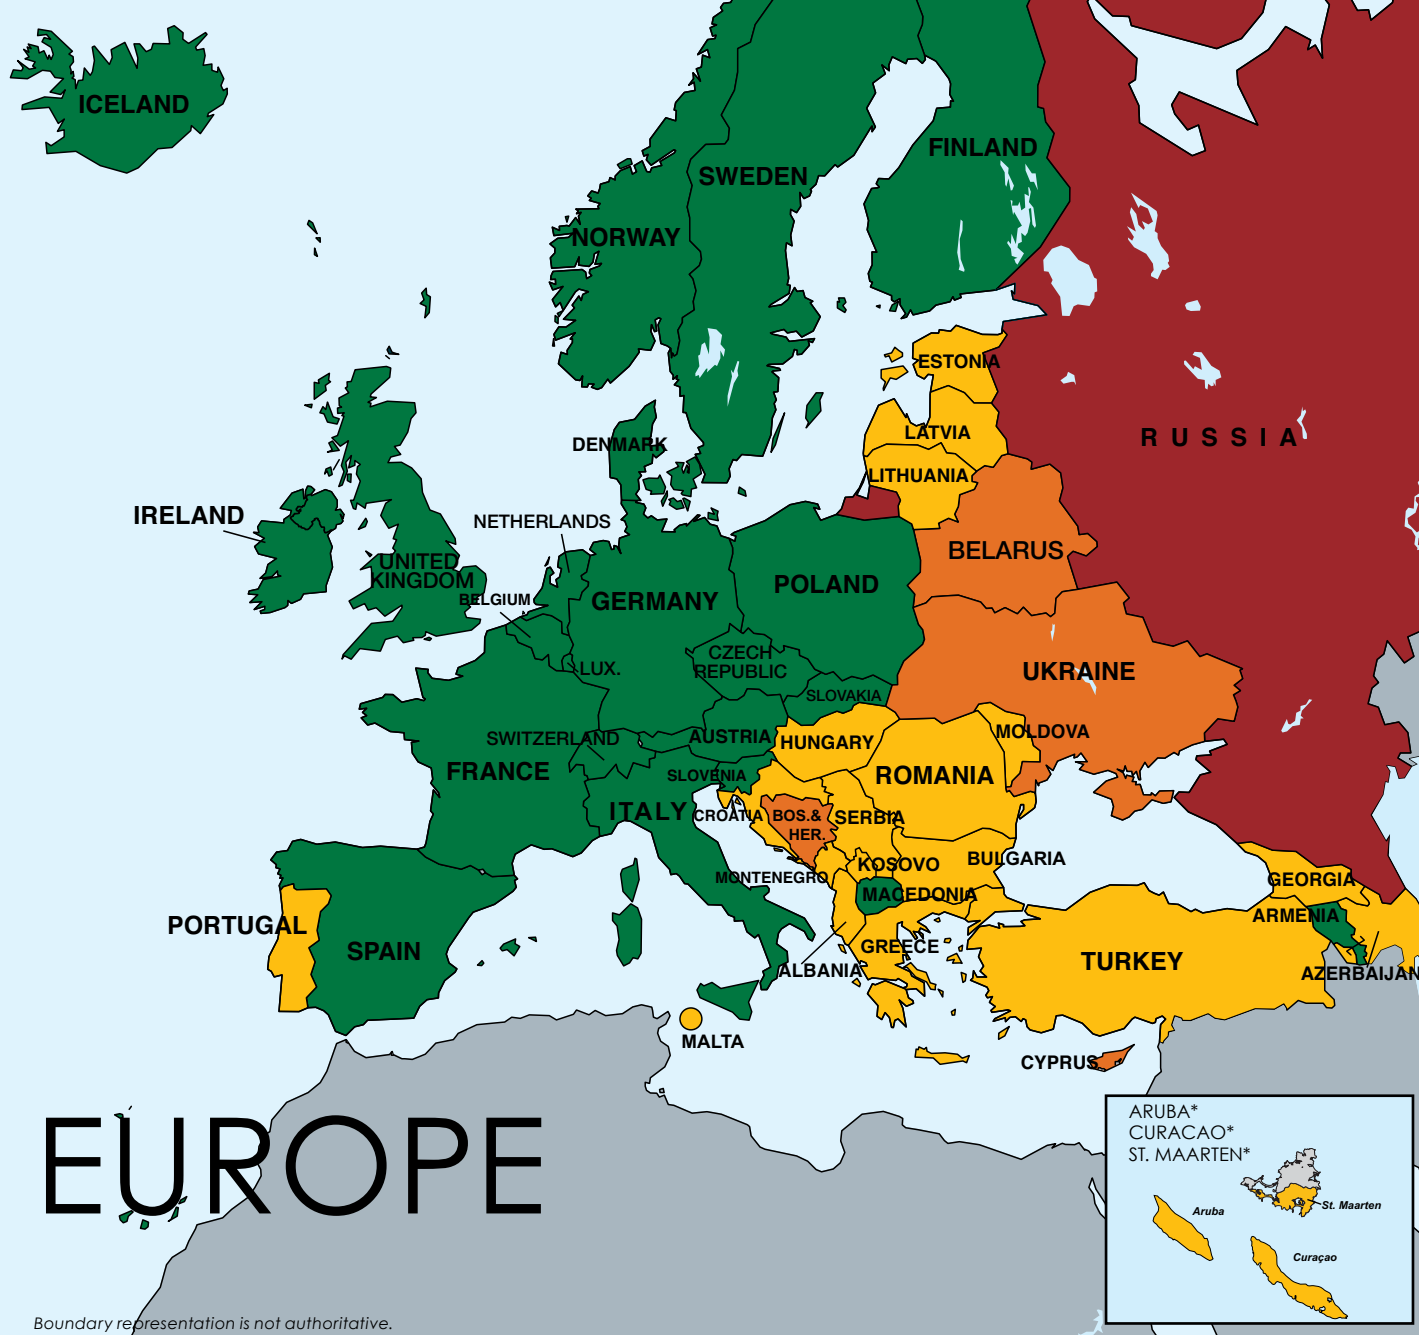 ICELAND
FINLAND
SWEDEN
NORWAY
ESTONIA
RUSSIA
LATVIA
DENMARK
LITHUANIA
IRELAND
NETHERLANDS
BELARUS
UNITED
KINGDOM
POLAND
BELGIUM
GERMANY
CZECH
REPUBLIC
LUX.
UKRAINE
SLOVAKIA
SWITZERLAND
AUSTRIA
HUNGARY
MOLDOVA
FRANCE
SLOVENIA
ROMANIA
ITALY
CROATIA
BOS.&
HER.
SERBIA
KOSOVO
BULGARIA
MONTENEGRO
MACEDONIA
GEORGIA
ARMENIA
PORTUGAL
SPAIN
GREECE
TURKEY
ALBANIA
AZERBAIJAN
MALTA
CYPRUS
EUROPE
ARUBA*
CURACAO*
ST. MAARTEN*
St. Maarten
Aruba
Curaçao
Boundary representation is not authoritative.